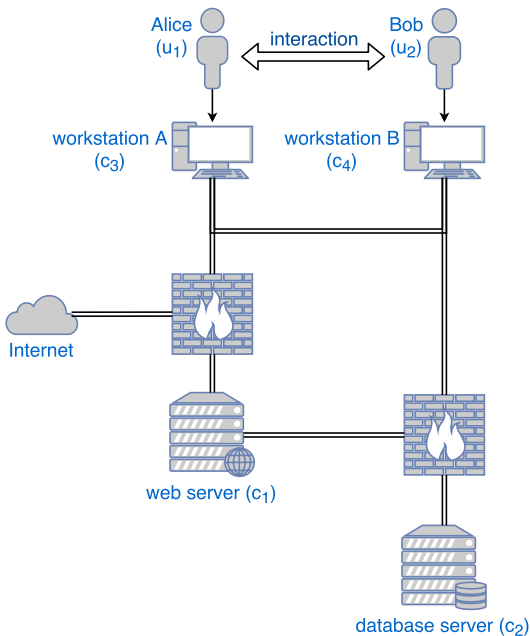 Alice
(u1)
interaction
Bob
(u2)
workstation A
(c3)
workstation B
(c4)
Internet
web server (c1)
database server (c2)